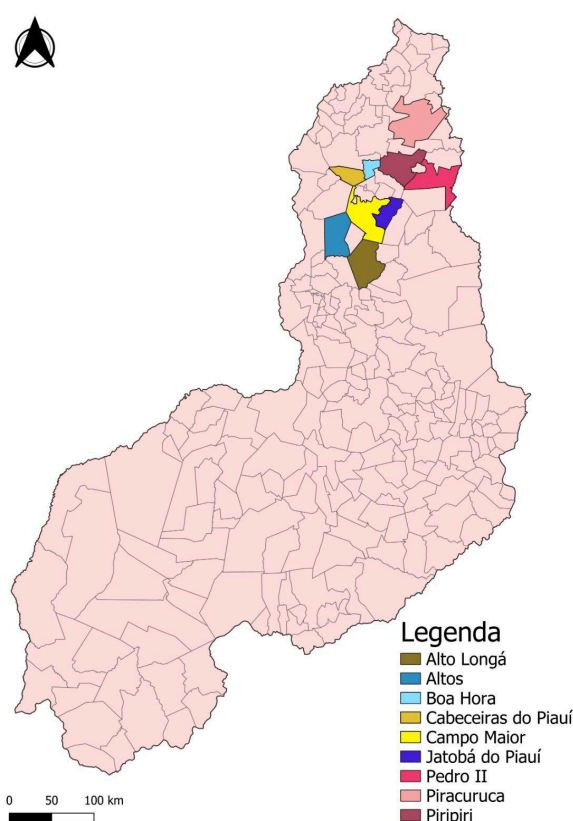 Legenda
Alto Longá
Altos
Boa Hora
Cabeceiras do Piauí
Campo Maior
Jatobá do Piauí
Pedro II
Piracuruca
Piripiri
0 50 100 km